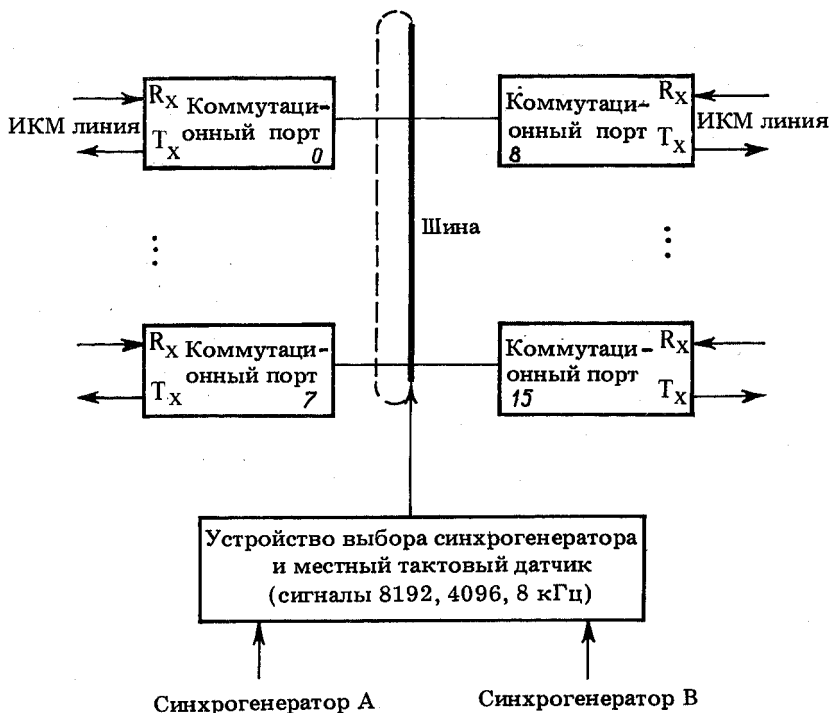 Rx Коммутаци-
ИКМ линия
Tx онный порт
0
Коммутаци- Rx
ИКМ линия
онный порт Tx
8
Шина
Rx Коммутаци-
Tx онный порт
7
Коммутаци- Rx
онный порт Tx
15
Устройство выбора синхрогенератора
и местный тактовый датчик
(сигналы 8192, 4096, 8 кГц)
Синхрогенератор А
Синхрогенератор В